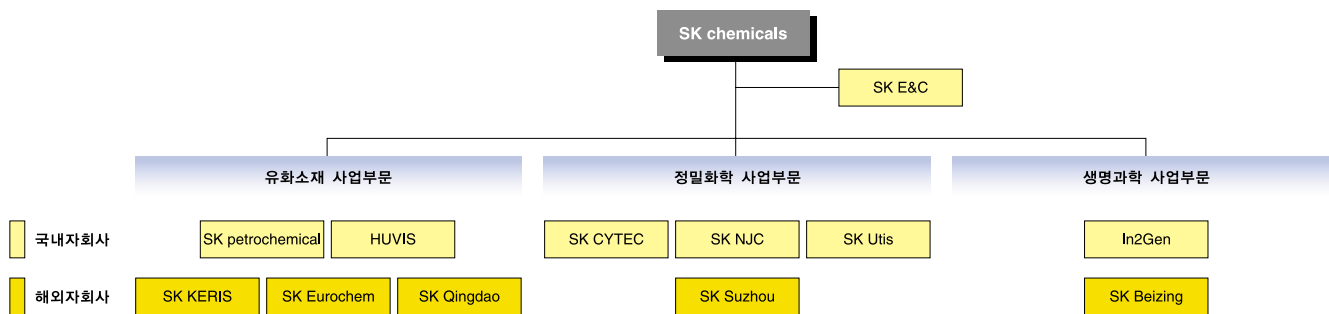 SK chemicals
SK E&C
유화소재 사업부문
정밀화학 사업부문
생명과학 사업부문
국내자회사
SK petrochemical
HUVIS
SK CYTEC
SK NJC
SK Utis
In2Gen
해외자회사
SK KERIS
SK Eurochem
SK Qingdao
SK Suzhou
SK Beizing